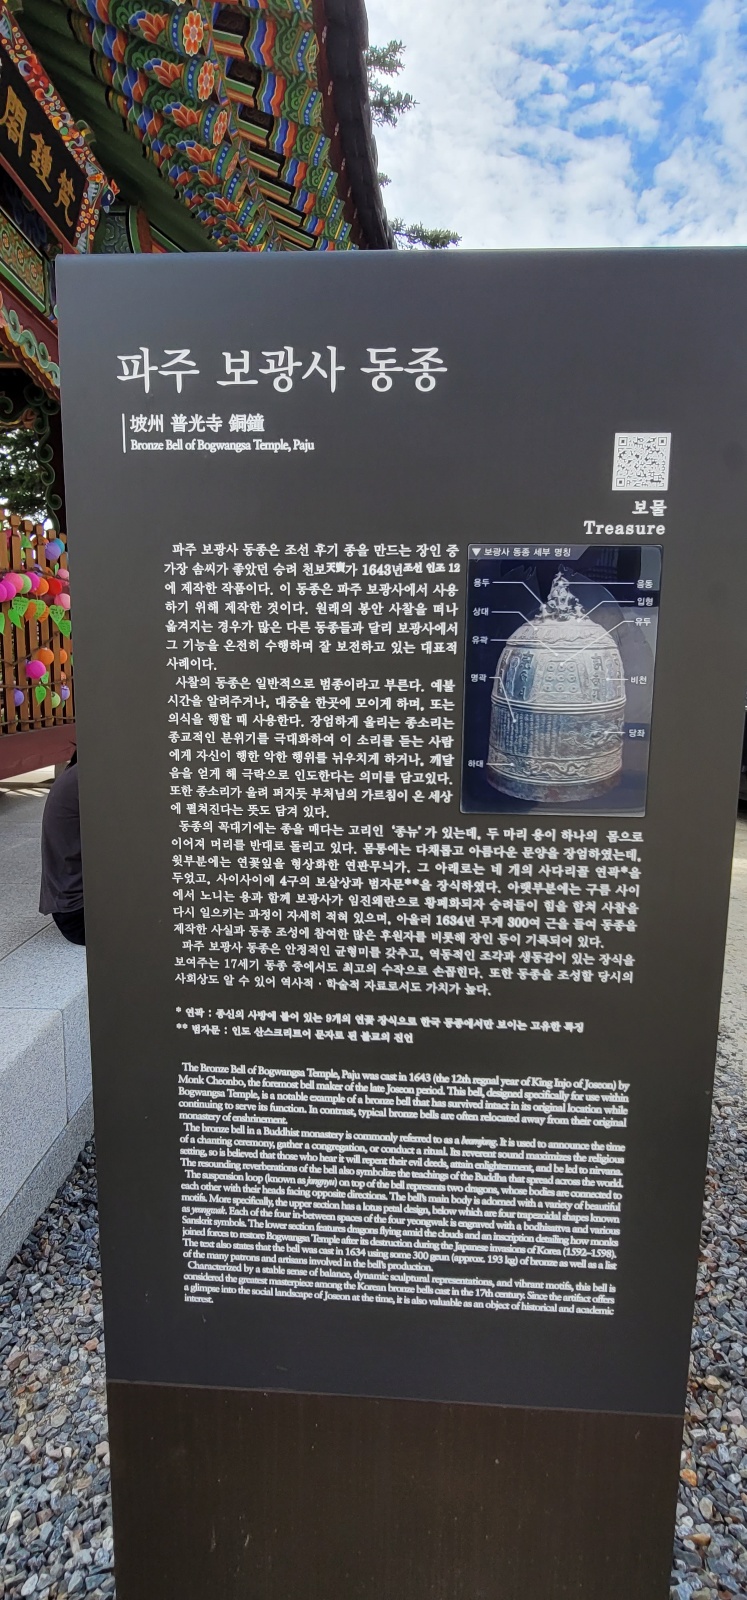 梵鐘閣
파주 보광사 동종
坡州 普光寺 銅鐘
Bronze Bell of Bogwangsa Temple, Paju
보물
Treasure
파주 보광사 동종은 조선 후기 종을 만드는 장인 중
가장 솜씨가 좋았던 승려 천보天寶가 1643년조선 인조 12
에 제작한 작품이다. 이 동종은 파주 보광사에서 사용
하기 위해 제작한 것이다. 원래의 봉안 사찰을 떠나
옮겨지는 경우가 많은 다른 동종들과 달리 보광사에서
그 기능을 온전히 수행하며 잘 보전하고 있는 대표적
사례이다.
사찰의 동종은 일반적으로 범종이라고 부른다. 예불
시간을 알려주거나, 대중을 한곳에 모이게 하며, 또는
의식을 행할 때 사용한다. 장엄하게 울리는 종소리는
종교적인 분위기를 극대화하여 이 소리를 듣는 사람
에게 자신이 행한 악한 행위를 뉘우치게 하거나, 깨달
음을 얻게 해 극락으로 인도한다는 의미를 담고있다.
또한 종소리가 울려 퍼지듯 부처님의 가르침이 온 세상
에 펼쳐진다는 뜻도 담겨 있다.
▼ 보광사 동종 세부 명칭
용두
음통
입형
상대
유두
유곽
명곽
비천
당좌
하대
동종의 꼭대기에는 종을 매다는 고리인 ‘종뉴’가 있는데, 두 마리 용이 하나의 몸으로
이어져 머리를 반대로 돌리고 있다. 몸통에는 다채롭고 아름다운 문양을 장엄하였는데,
윗부분에는 연꽃잎을 형상화한 연판무늬가, 그 아래로는 네 개의 사다리꼴 연곽*을
두었고, 사이사이에 4구의 보살상과 범자문**을 장식하였다. 아랫부분에는 구름 사이
에서 노니는 용과 함께 보광사가 임진왜란으로 황폐화되자 승려들이 힘을 합쳐 사찰을
다시 일으키는 과정이 자세히 적혀 있으며, 아울러 1634년 무게 300여 근을 들여 동종을
제작한 사실과 동종 조성에 참여한 많은 후원자를 비롯해 장인 등이 기록되어 있다.
파주 보광사 동종은 안정적인 균형미를 갖추고, 역동적인 조각과 생동감이 있는 장식을
보여주는 17세기 동종 중에서도 최고의 수작으로 손꼽힌다. 또한 동종을 조성할 당시의
사회상도 알 수 있어 역사적·학술적 자료로서도 가치가 높다.
* 연곽 : 종신의 사방에 붙어 있는 9개의 연꽃 장식으로 한국 동종에서만 보이는 고유한 특징
** 범자문 : 인도 산스크리트어 문자로 된 불교의 진언
The Bronze Bell of Bogwangsa Temple, Paju was cast in 1643 (the 12th regnal year of King Injo of Joseon) by
Monk Cheonbo, the foremost bell maker of the late Joseon period. This bell, designed specifically for use within
Bogwangsa Temple, is a notable example of a bronze bell that has survived intact in its original location while
continuing to serve its function. In contrast, typical bronze bells are often relocated away from their original
monastery of enshrinement.
The bronze bell in a Buddhist monastery is commonly referred to as a beomjong. It is used to announce the time
of a chanting ceremony, gather a congregation, or conduct a ritual. Its reverent sound maximizes the religious
setting, so is believed that those who hear it will repent their evil deeds, attain enlightenment, and be led to nirvana.
The resounding reverberations of the bell also symbolize the teachings of the Buddha that spread across the world.
The suspension loop (known as jongnyu) on top of the bell represents two dragons, whose bodies are connected to
each other with their heads facing opposite directions. The bell's main body is adorned with a variety of beautiful
motifs. More specifically, the upper section has a lotus petal design, below which are four trapezoidal shapes known
as yeongwak. Each of the four in-between spaces of the four yeongwak is engraved with a bodhisattva and various
Sanskrit symbols. The lower section features dragons flying amid the clouds and an inscription detailing how monks
joined forces to restore Bogwangsa Temple after its destruction during the Japanese invasions of Korea (1592–1598).
The text also states that the bell was cast in 1634 using some 300 geun (approx. 193 kg) of bronze as well as a list
of the many patrons and artisans involved in the bell's production.
Characterized by a stable sense of balance, dynamic sculptural representations, and vibrant motifs, this bell is
considered the greatest masterpiece among the Korean bronze bells cast in the 17th century. Since the artifact offers
a glimpse into the social landscape of Joseon at the time, it is also valuable as an object of historical and academic
interest.